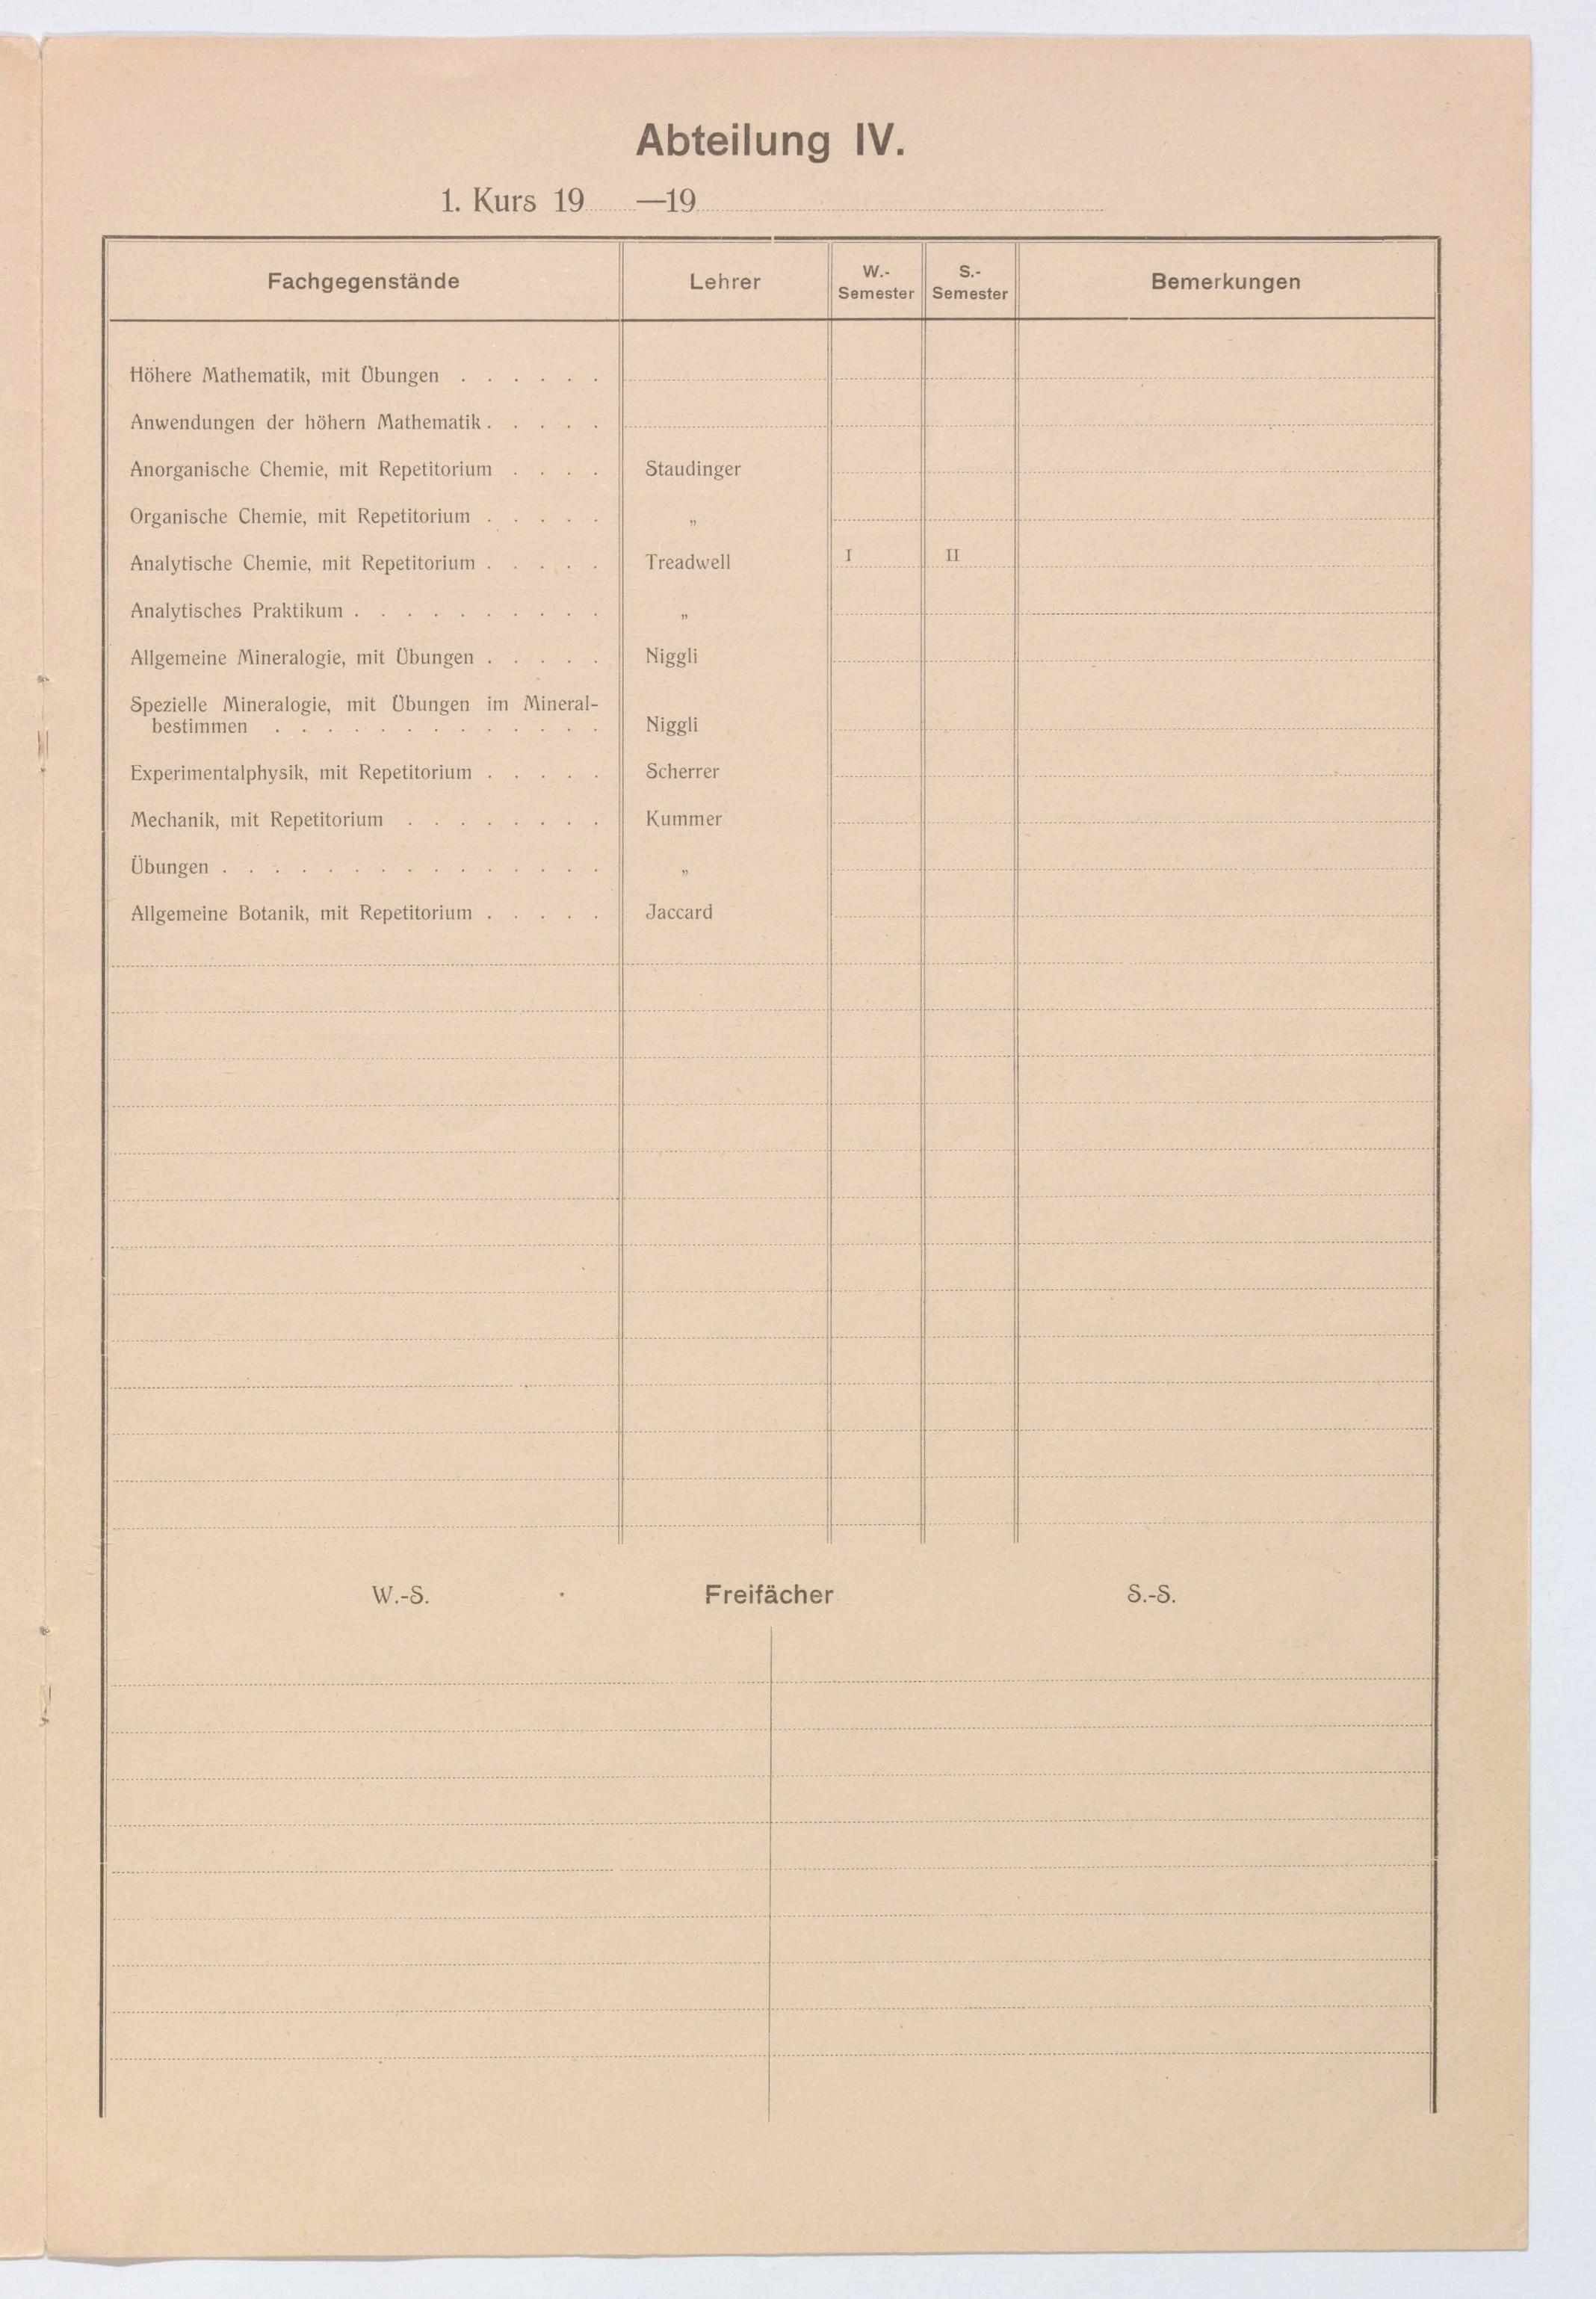 Abteilung IV.
1. Kurs 19......—19......
Fachgegenstände Lehrer W.-Semester S.-Semester Bemerkungen
Höhere Mathematik, mit Übungen . . . . . .
Anwendungen der höhern Mathematik . . . . .
Anorganische Chemie, mit Repetitorium . . . . Staudinger
Organische Chemie, mit Repetitorium . . . . . „
Analytische Chemie, mit Repetitorium . . . . . Treadwell I II
Analytisches Praktikum . . . . . . . . . . „
Allgemeine Mineralogie, mit Übungen . . . . . Niggli
Spezielle Mineralogie, mit Übungen im Mineral-
bestimmen . . . . . . . . . . . . . Niggli
Experimentalphysik, mit Repetitorium . . . . . Scherrer
Mechanik, mit Repetitorium . . . . . . . . Kummer
Übungen . . . . . . . . . . . . . . . „
Allgemeine Botanik, mit Repetitorium . . . . . Jaccard
W.-S. Freifächer S.-S.